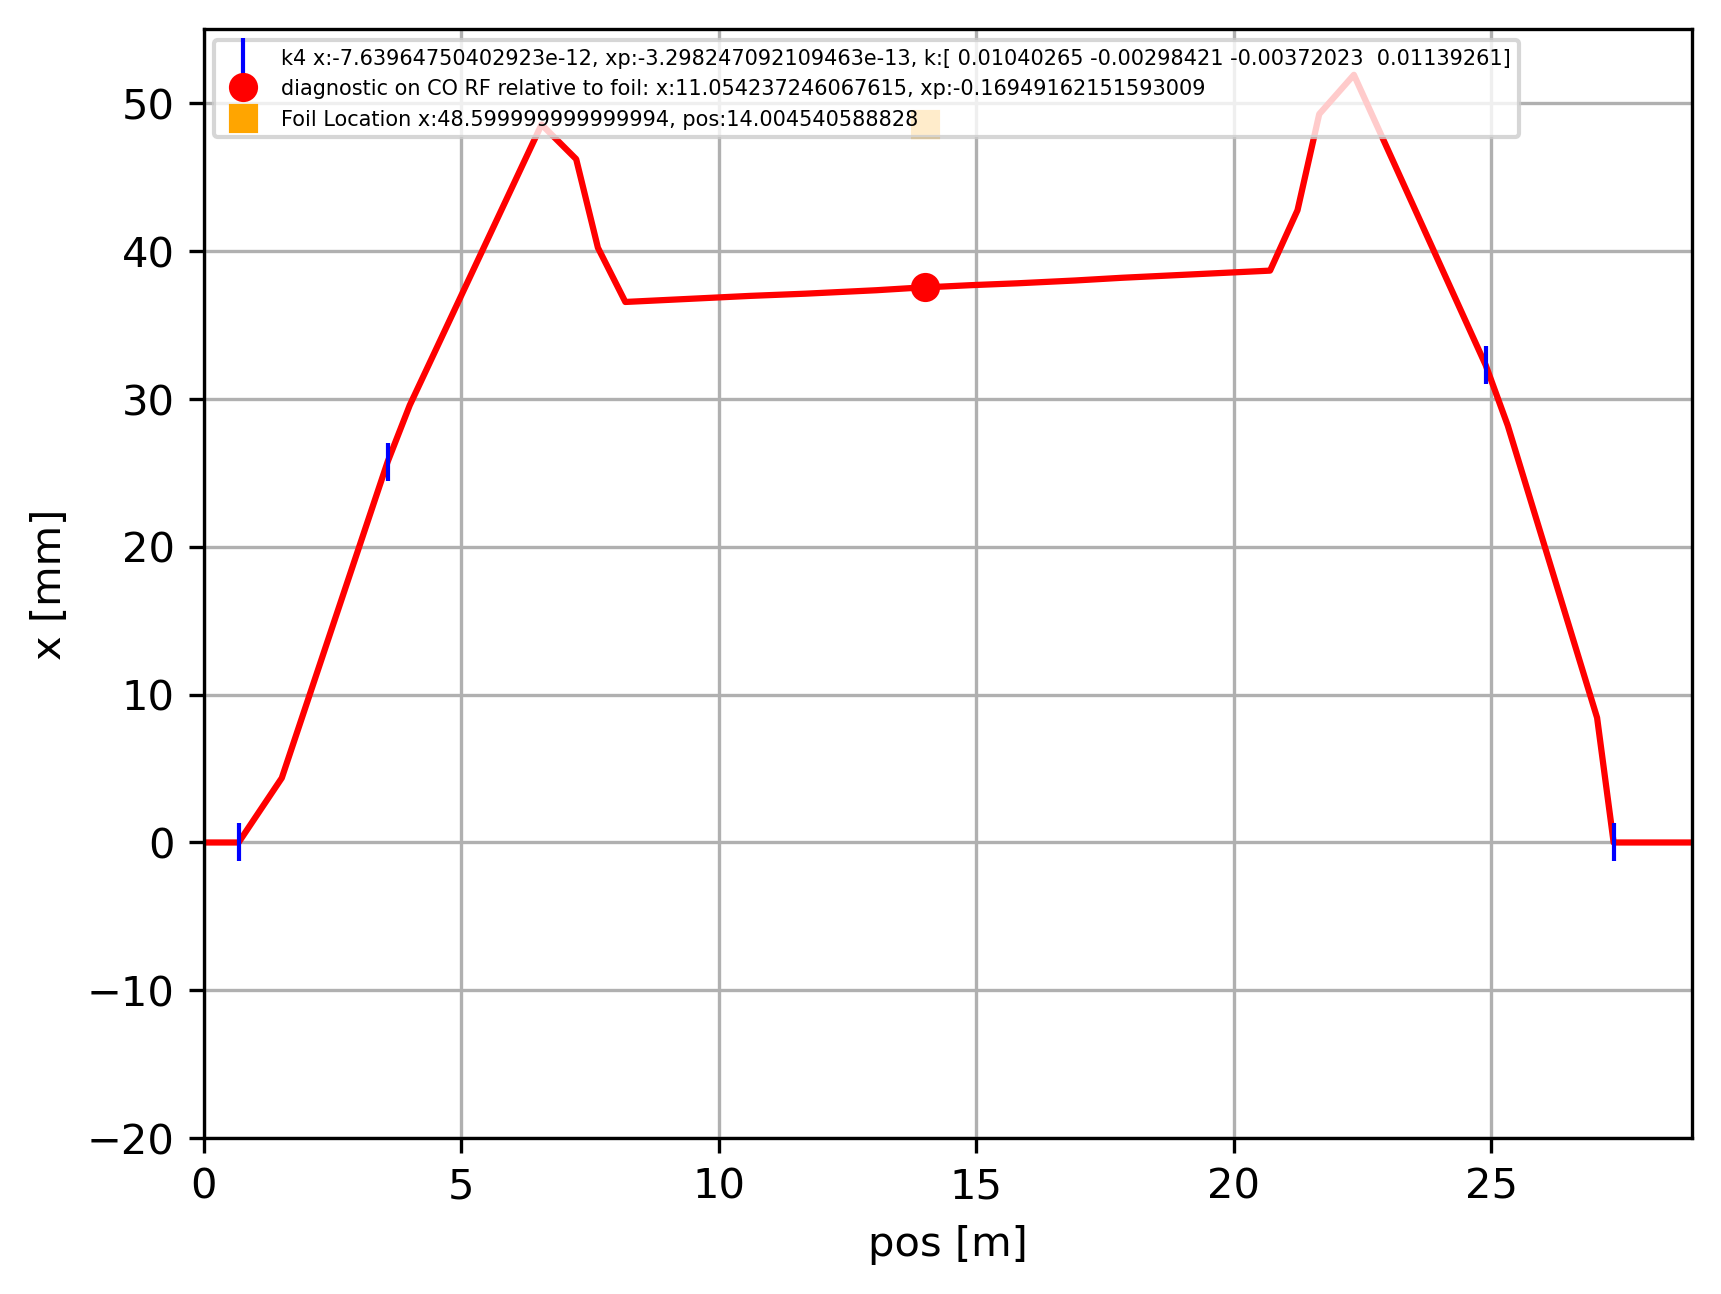 k4 x:-7.63964750402923e-12, xp:-3.298247092109463e-13, k:[ 0.01040265 -0.00298421 -0.00372023  0.01139261]
diagnostic on CO RF relative to foil: x:11.054237246067615, xp:-0.16949162151593009
Foil Location x:48.599999999999994, pos:14.004540588828
50
40
30
20
10
0
−10
−20
x [mm]
0 5 10 15 20 25
pos [m]